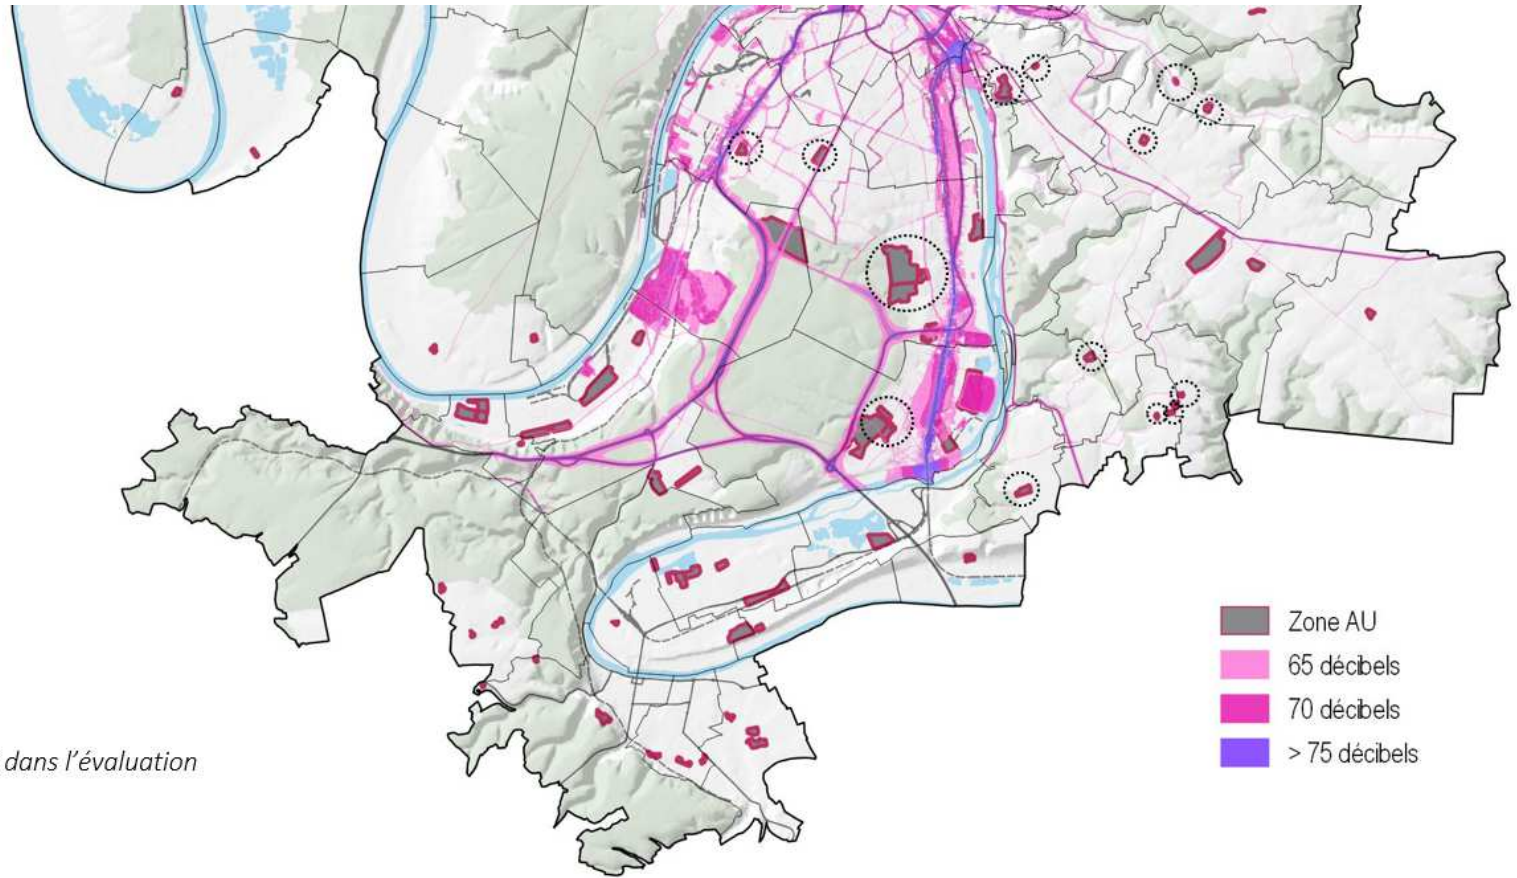 Zone AU
65 décibels
70 décibels
> 75 décibels
dans l'évaluation